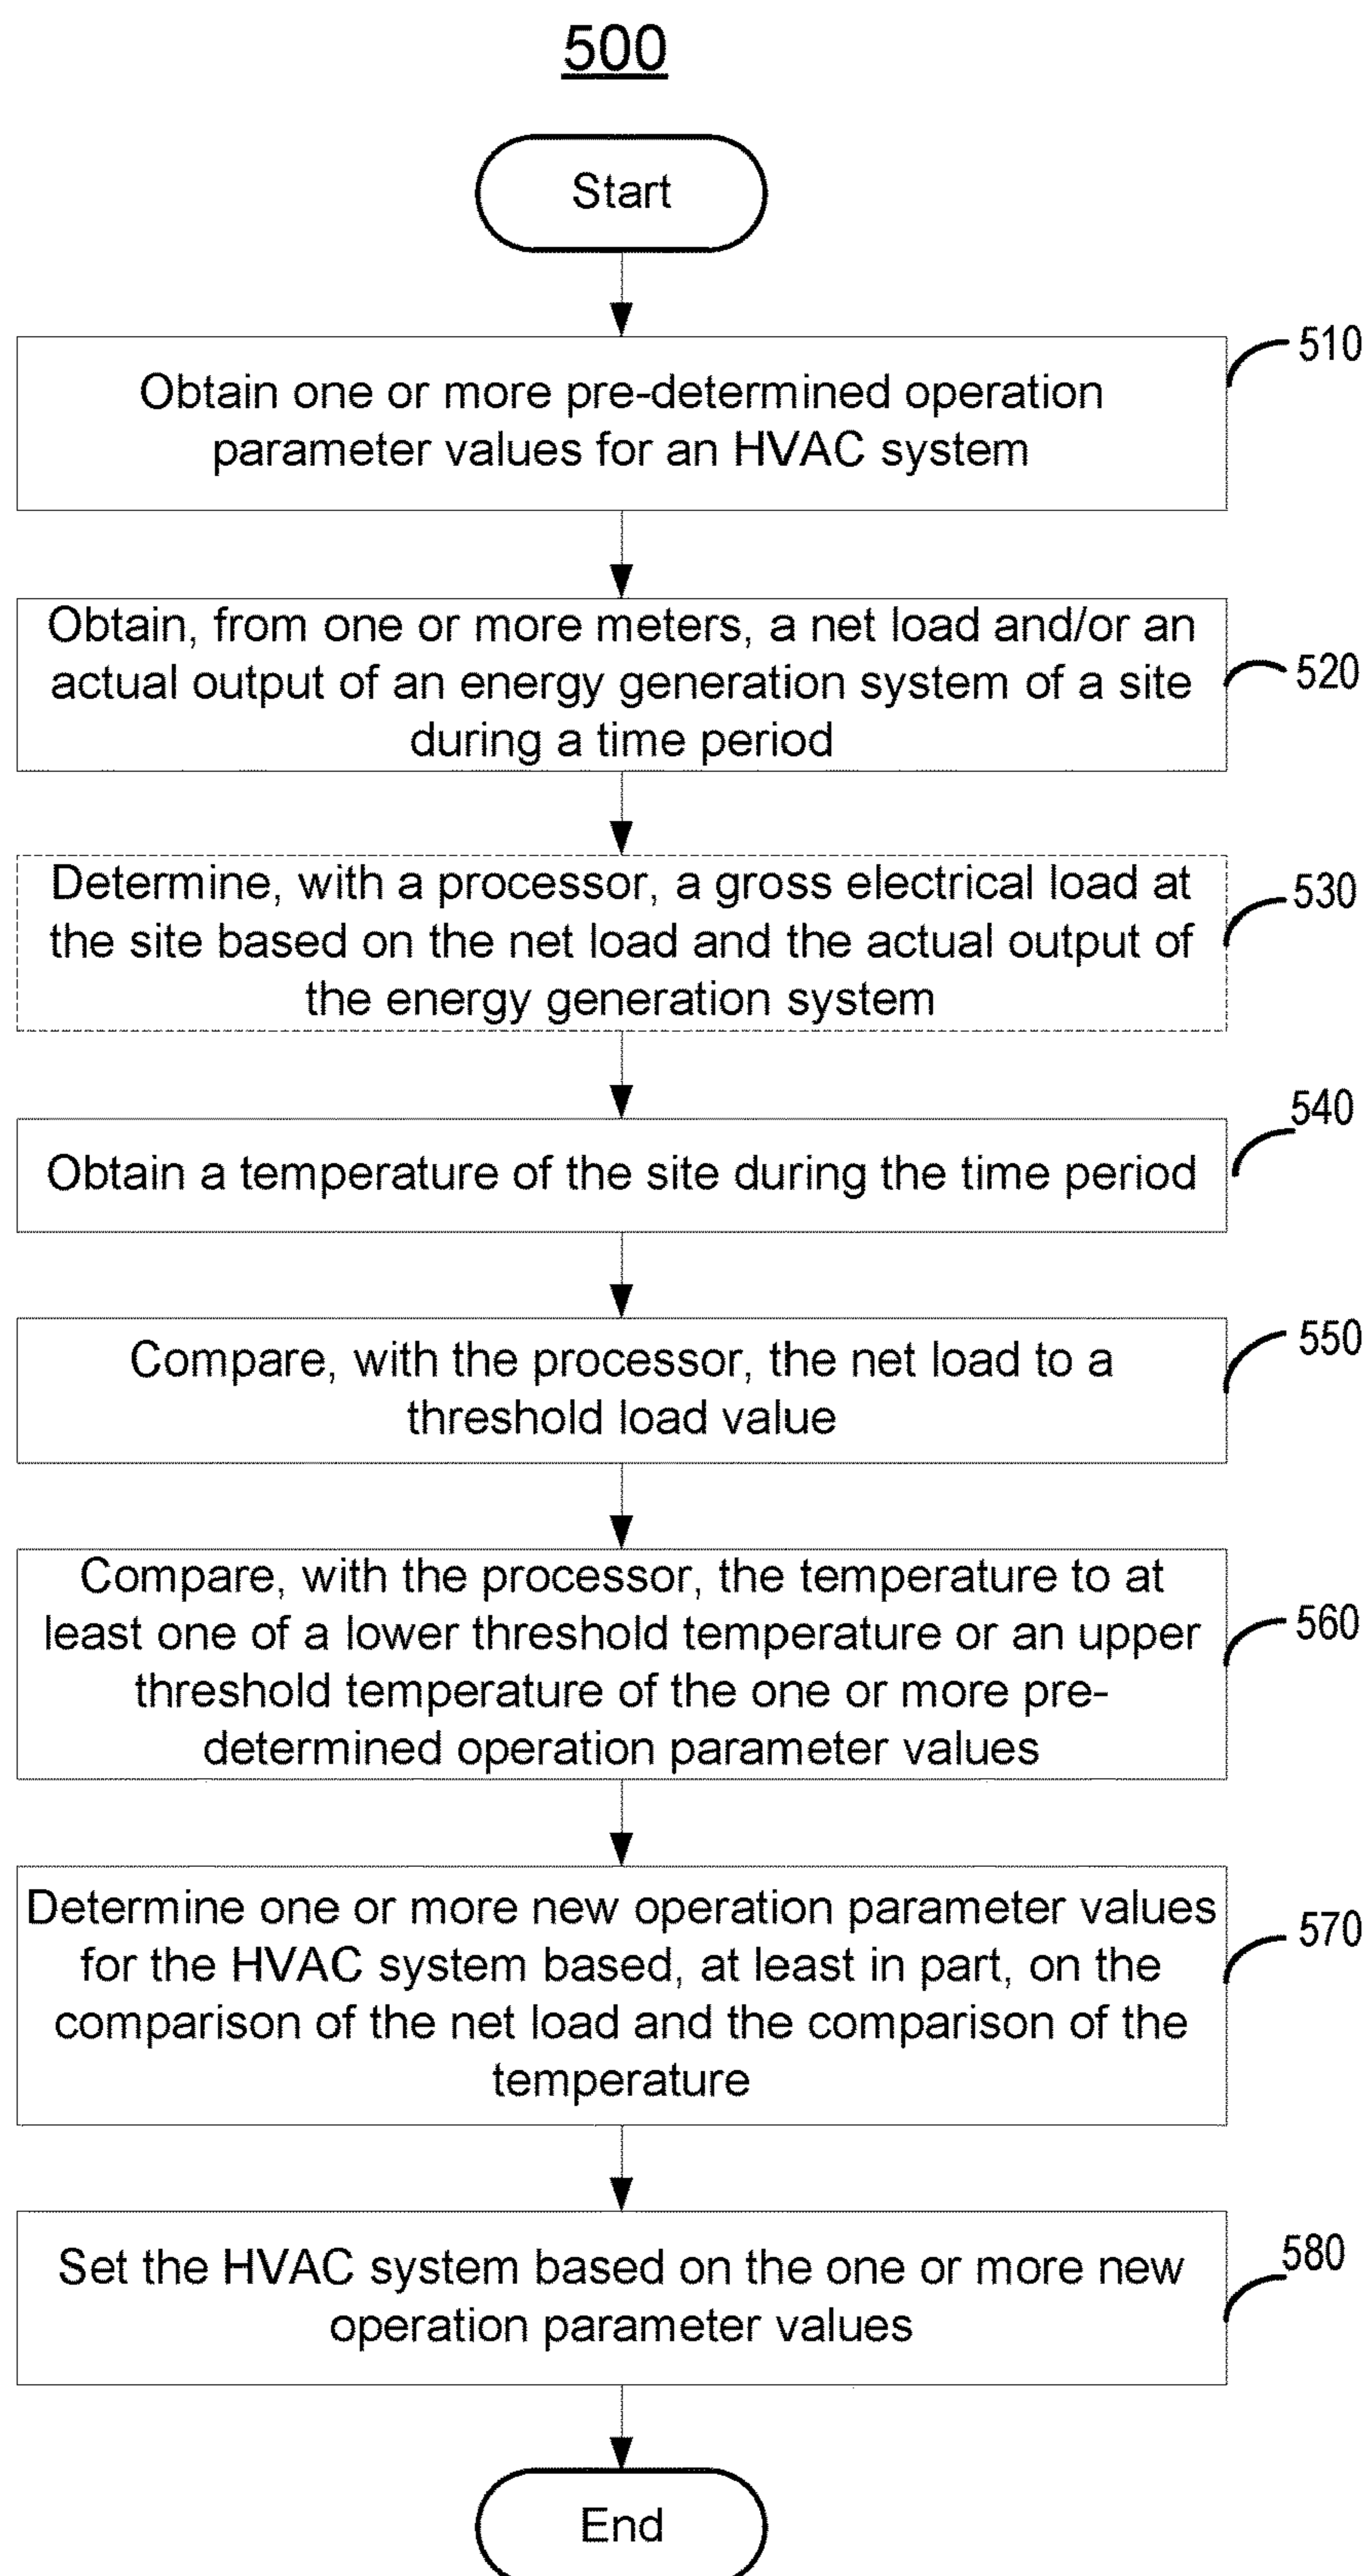 500
Start
510
Obtain one or more pre-determined operation
parameter values for an HVAC system
Obtain, from one or more meters, a net load and/or an
actual output of an energy generation system of a site
during a time period
520
Determine, with a processor, a gross electrical load at
the site based on the net load and the actual output of
the energy generation system
530
540
Obtain a temperature of the site during the time period
550
Compare, with the processor, the net load to a
threshold load value
Compare, with the processor, the temperature to at
least one of a lower threshold temperature or an upper
threshold temperature of the one or more pre-
determined operation parameter values
560
Determine one or more new operation parameter values
for the HVAC system based, at least in part, on the
comparison of the net load and the comparison of the
temperature
570
580
Set the HVAC system based on the one or more new
operation parameter values
End